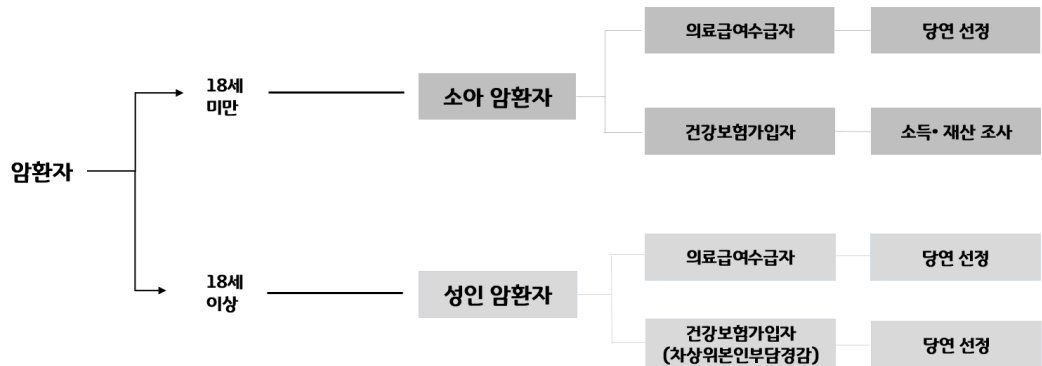 암환자
18세
미만
소아 암환자
의료급여수급자
당연 선정
건강보험가입자
소득• 재산 조사
18세
이상
성인 암환자
의료급여수급자
당연 선정
건강보험가입자
(차상위본인부담경감)
당연 선정